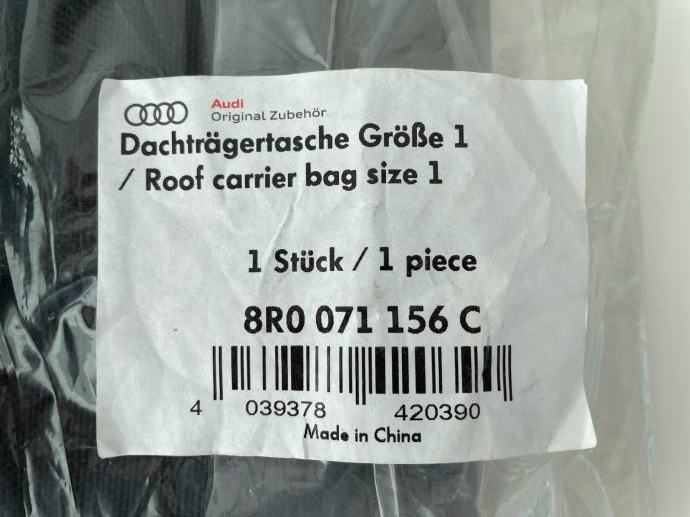 Audi
Original Zubehör
Dachträgertasche Größe 1
/ Roof carrier bag size 1
1 Stück / 1 piece
8R0 071 156 C
4 039378 420390
Made in China